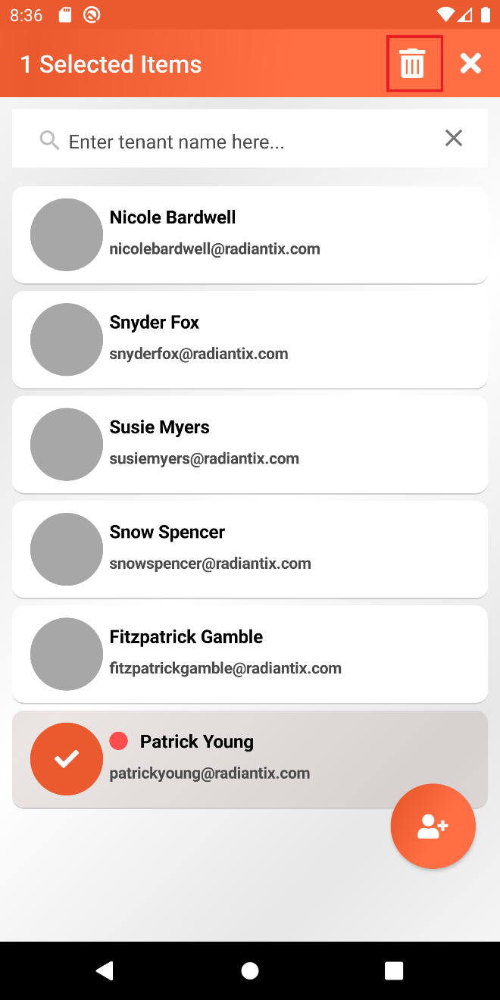 8:36
1 Selected Items
Enter tenant name here...
Nicole Bardwell
nicolebardwell@radiantix.com
Snyder Fox
snyderfox@radiantix.com
Susie Myers
susiemyers@radiantix.com
Snow Spencer
snowspencer@radiantix.com
Fitzpatrick Gamble
fitzpatrickgamble@radiantix.com
Patrick Young
patrickyoung@radiantix.com